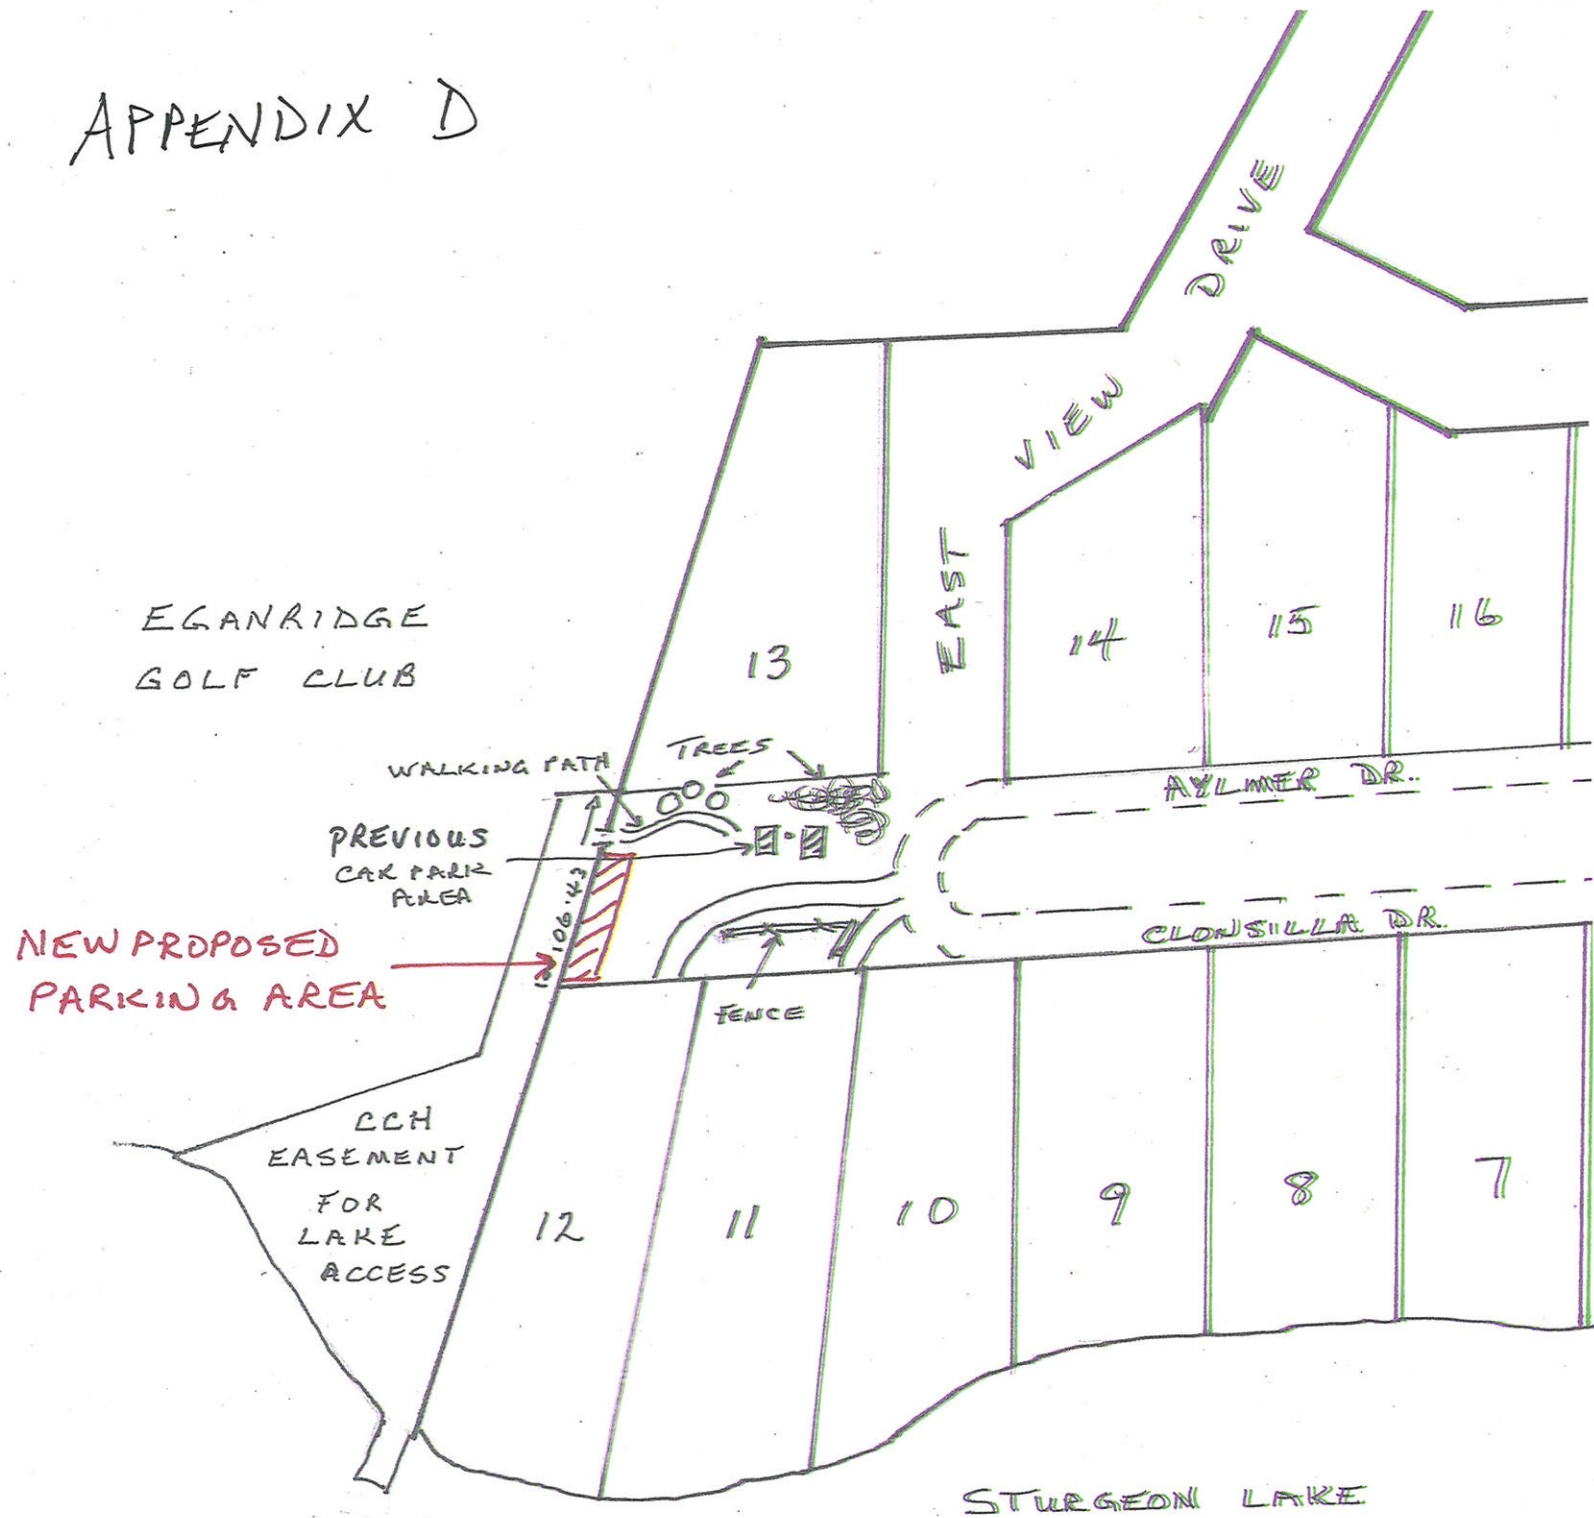 APPENDIX D
DRIVE
VIEW
EAST
EGANRIDGE
GOLF CLUB
13
14
15
16
WALKING PATH
TREES
AYLMER DR.
PREVIOUS
CAR PARK
AREA
106.43
CLONSILLA DR.
NEW PROPOSED
PARKING AREA
FENCE
CCH
EASEMENT
FOR
LAKE
ACCESS
12
11
10
9
8
7
STURGEON LAKE